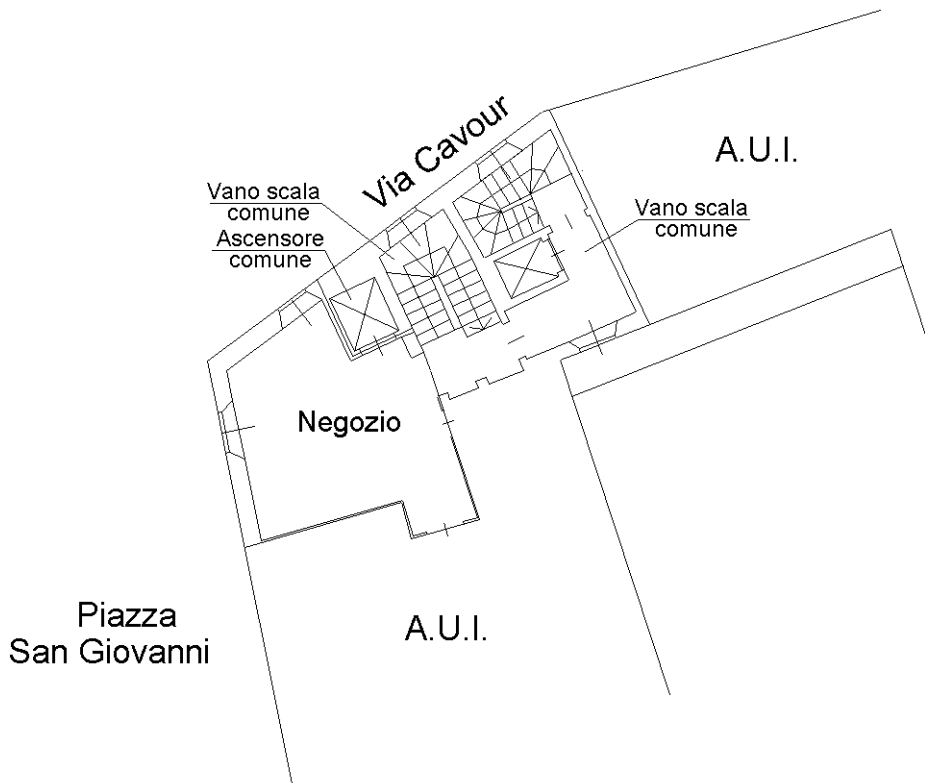 A.U.I.
Via Cavour
Vano scala
comune
Ascensore
comune
Vano scala
comune
Negozio
Piazza
San Giovanni
A.U.I.